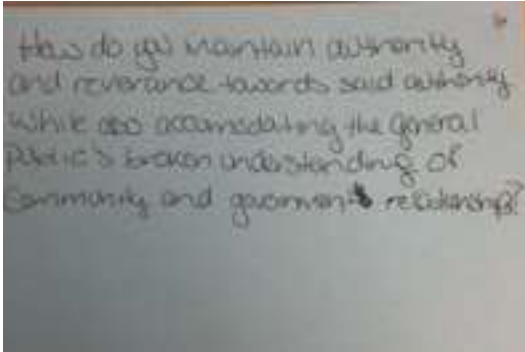 How do you maintain authority
and reverance towards said authority
while also accomodating the general
public's broken understanding of
community and government relationship?